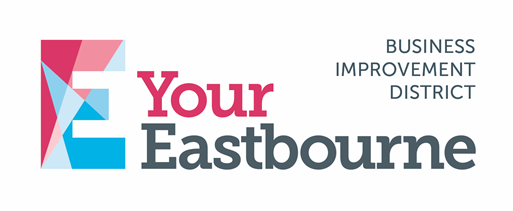 E
Your
Eastbourne
BUSINESS
IMPROVEMENT
DISTRICT